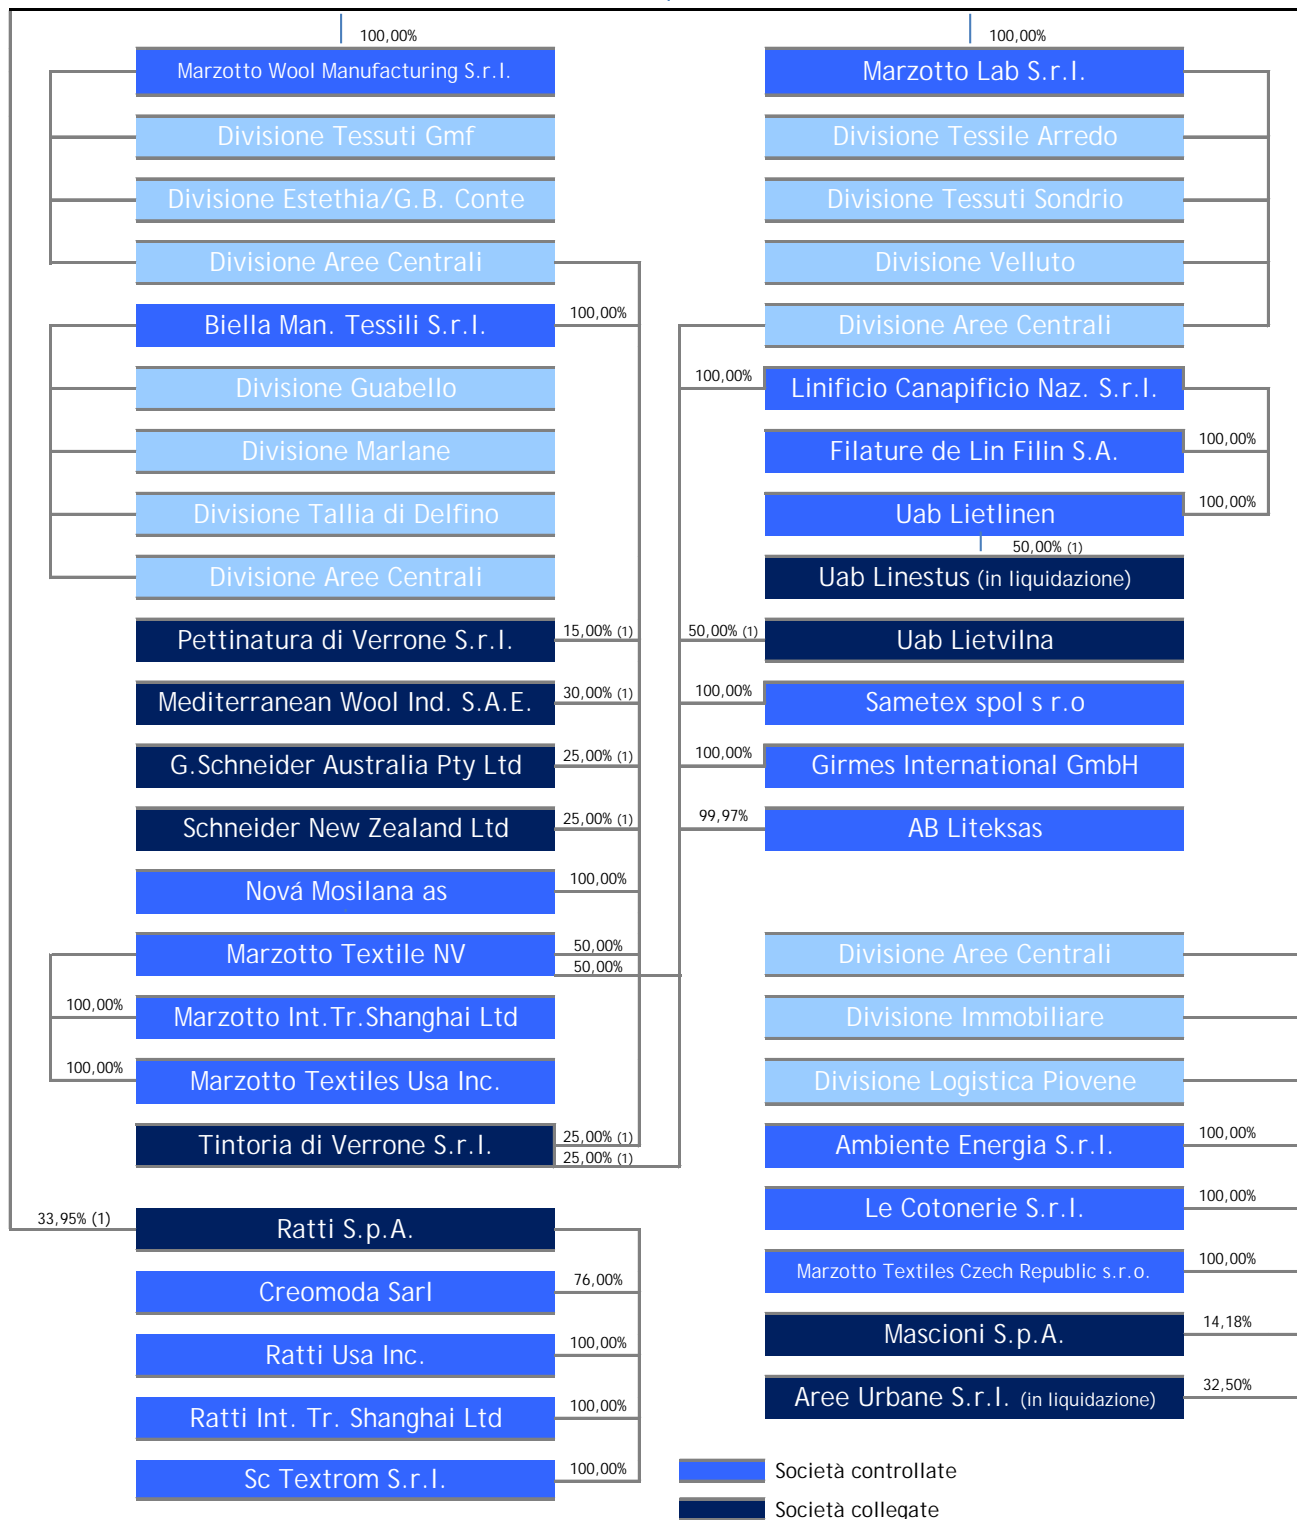 100,00%
Marzotto Wool Manufacturing S.r.l.
Divisione Tessuti Gmf
Divisione Estethia/G.B. Conte
Divisione Aree Centrali
Biella Man. Tessili S.r.l.
100,00%
Divisione Guabello
Divisione Marlane
Divisione Tallia di Delfino
Divisione Aree Centrali
Pettinatura di Verrone S.r.l.
15,00% (1)
Mediterranean Wool Ind. S.A.E.
30,00% (1)
G.Schneider Australia Pty Ltd
25,00% (1)
Schneider New Zealand Ltd
25,00% (1)
Nová Mosilana as
100,00%
Marzotto Textile NV
50,00%
50,00%
100,00%
Marzotto Int.Tr.Shanghai Ltd
100,00%
Marzotto Textiles Usa Inc.
Tintoria di Verrone S.r.l.
25,00% (1)
25,00% (1)
33,95% (1)
Ratti S.p.A.
Creomoda Sarl
76,00%
Ratti Usa Inc.
100,00%
Ratti Int. Tr. Shanghai Ltd
100,00%
Sc Textrom S.r.l.
100,00%
100,00%
Marzotto Lab S.r.l.
Divisione Tessile Arredo
Divisione Tessuti Sondrio
Divisione Velluto
Divisione Aree Centrali
100,00%
Linificio Canapificio Naz. S.r.l.
Filature de Lin Filin S.A.
100,00%
Uab Lietlinen
100,00%
50,00% (1)
Uab Linestus (in liquidazione)
50,00% (1)
Uab Lietvilna
100,00%
Sametex spol s r.o
100,00%
Girmes International GmbH
99,97%
AB Liteksas
Divisione Aree Centrali
Divisione Immobiliare
Divisione Logistica Piovene
Ambiente Energia S.r.l.
100,00%
Le Cotonerie S.r.l.
100,00%
Marzotto Textiles Czech Republic s.r.o.
100,00%
Mascioni S.p.A.
14,18%
Aree Urbane S.r.l. (in liquidazione)
32,50%
Società controllate
Società collegate